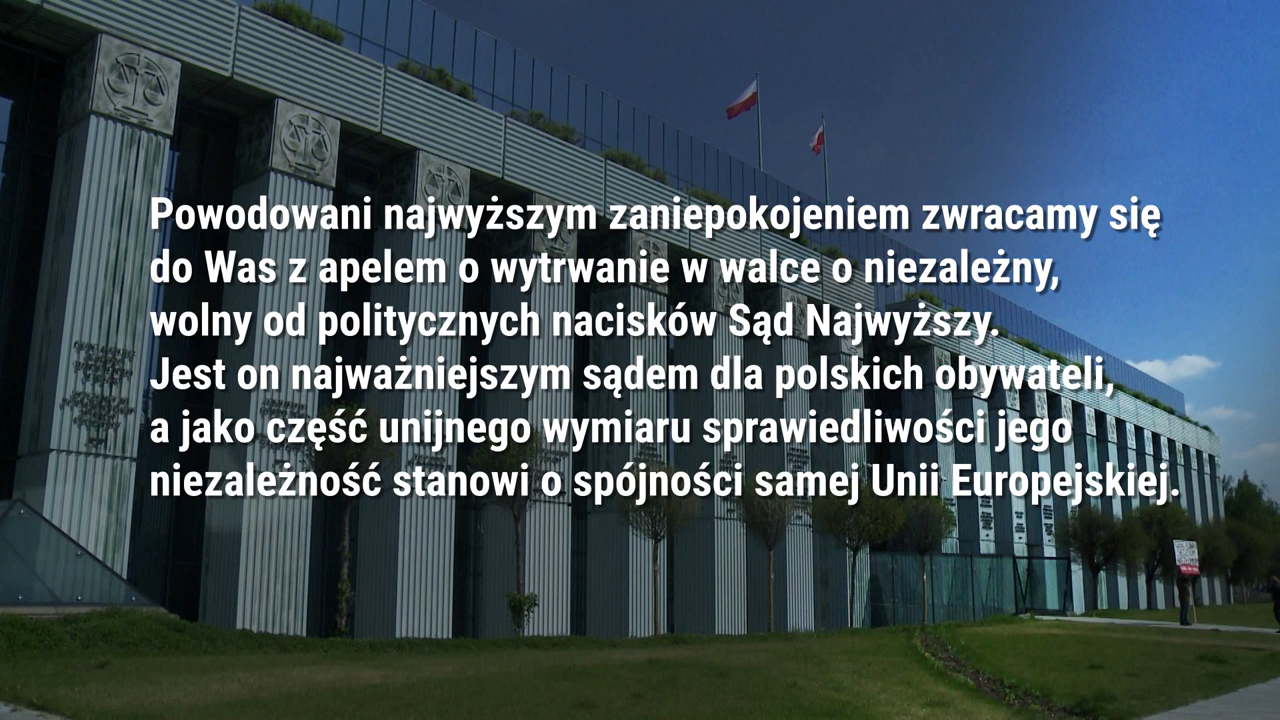 Powodowani najwyższym zaniepokojeniem zwracamy się
do Was z apelem o wytrwanie w walce o niezależny,
wolny od politycznych nacisków Sąd Najwyższy.
Jest on najważniejszym sądem dla polskich obywateli,
a jako część unijnego wymiaru sprawiedliwości jego
niezależność stanowi o spójności samej Unii Europejskiej.